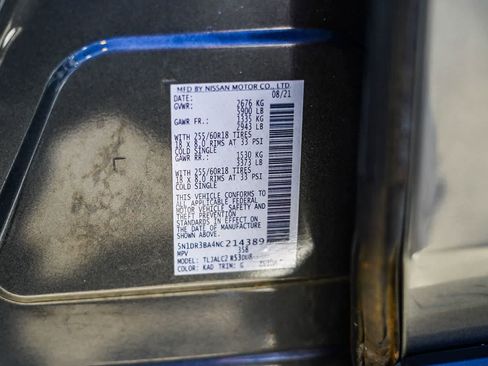 MFD BY NISSAN MOTOR CO., LTD.
DATE: 08/21
GVWR: 2676 KG
5900 LB
GAWR FR.: 1335 KG
2943 LB
WITH 255/60R18 TIRES
18 x 8.0 RIMS AT 33 PSI
COLD SINGLE
GAWR RR.: 1530 KG
3373 LB
WITH 255/60R18 TIRES
18 x 8.0 RIMS AT 33 PSI
COLD SINGLE
THIS VEHICLE CONFORMS TO
ALL APPLICABLE FEDERAL
MOTOR VEHICLE SAFETY AND
THEFT PREVENTION
STANDARDS IN EFFECT ON
THE DATE OF MANUFACTURE
SHOWN ABOVE
5N1DR3BA4NC214389
MPV 358
MODEL: TLJALC2 R53DU8
COLOR: KAD TRIM: G